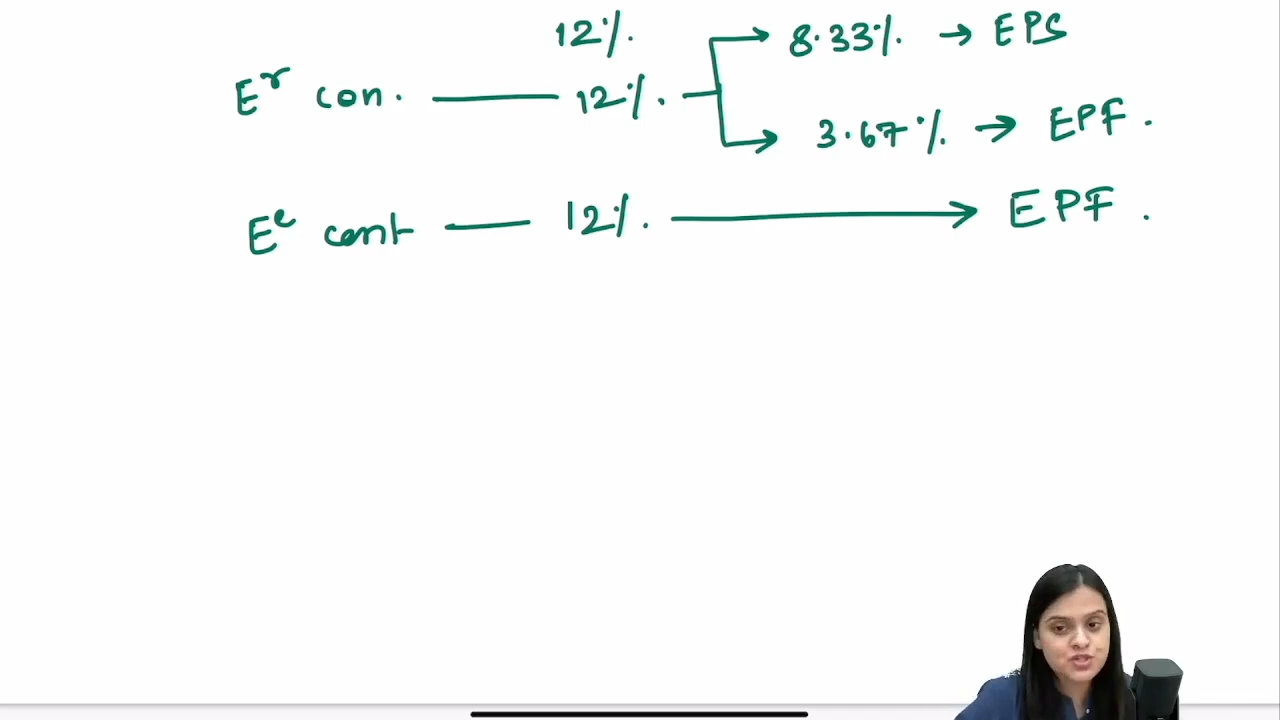 12%.
Eʳ con. — 12%. → 8.33%. → EPS
→ 3.67%. → EPF.
Eᵉ cont — 12%. → EPF.